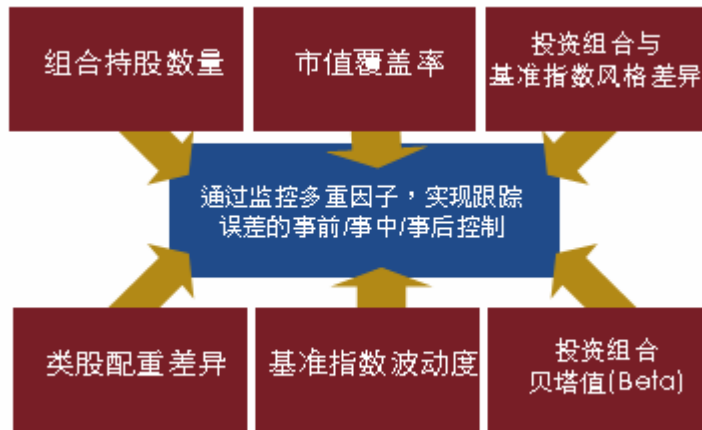 组合持股数量
市值覆盖率
投资组合与
基准指数风格差异
通过监控多重因子，实现跟踪
误差的事前/事中/事后控制
类股配重差异
基准指数波动度
投资组合
贝塔值(Beta)